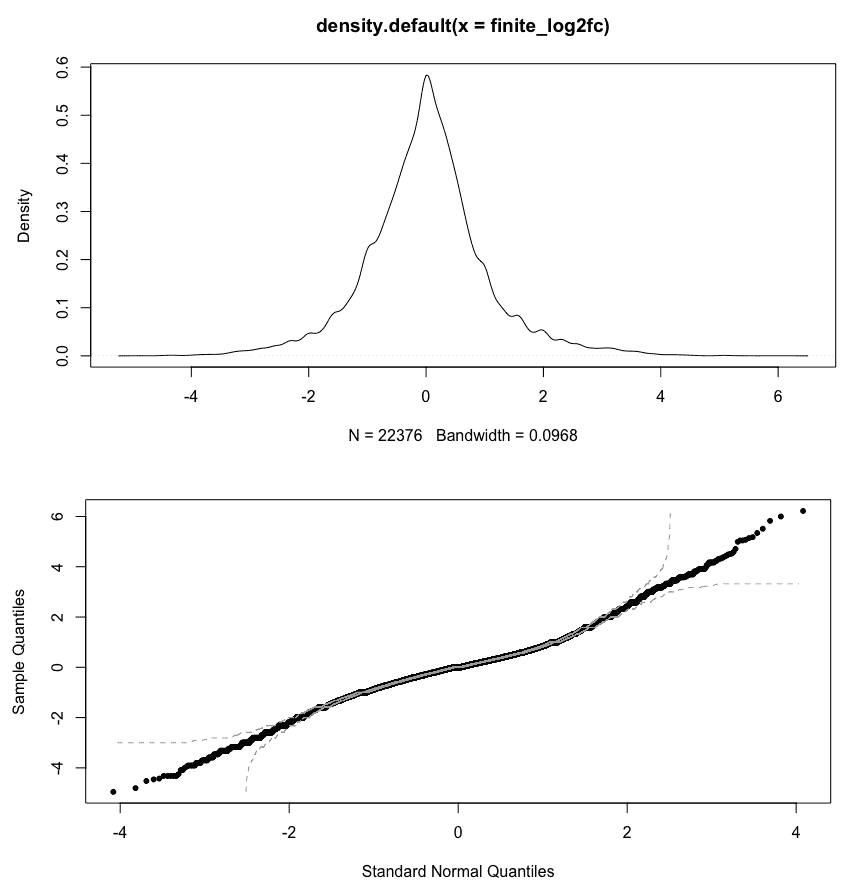 density.default(x = finite_log2fc)
Density
0.0 0.1 0.2 0.3 0.4 0.5 0.6
-4 -2 0 2 4 6
N = 22376 Bandwidth = 0.0968
Sample Quantiles
-4 -2 0 2 4 6
-4 -2 0 2 4
Standard Normal Quantiles